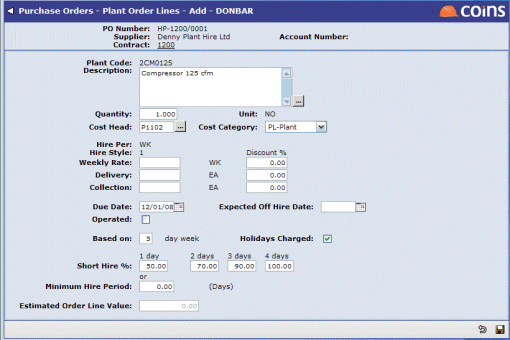 Purchase Orders - Plant Order Lines - Add - DONBAR
coins
PO Number: HP-1200/0001
Supplier: Denny Plant Hire Ltd Account Number:
Contract: 1200
Plant Code: 2CM0125
Description: Compressor 125 cfm
...
Quantity: 1.000 Unit: NO
Cost Head: P1102 ... Cost Category: PL-Plant
Hire Per: WK
Hire Style: 1 Discount %
Weekly Rate: WK 0.00
Delivery: EA 0.00
Collection: EA 0.00
Due Date: 12/01/08 Expected Off Hire Date:
Operated:
Based on: 5 day week Holidays Charged:
1 day 2 days 3 days 4 days
Short Hire %: 50.00 70.00 90.00 100.00
or
Minimum Hire Period: 0.00 (Days)
Estimated Order Line Value: 0.00